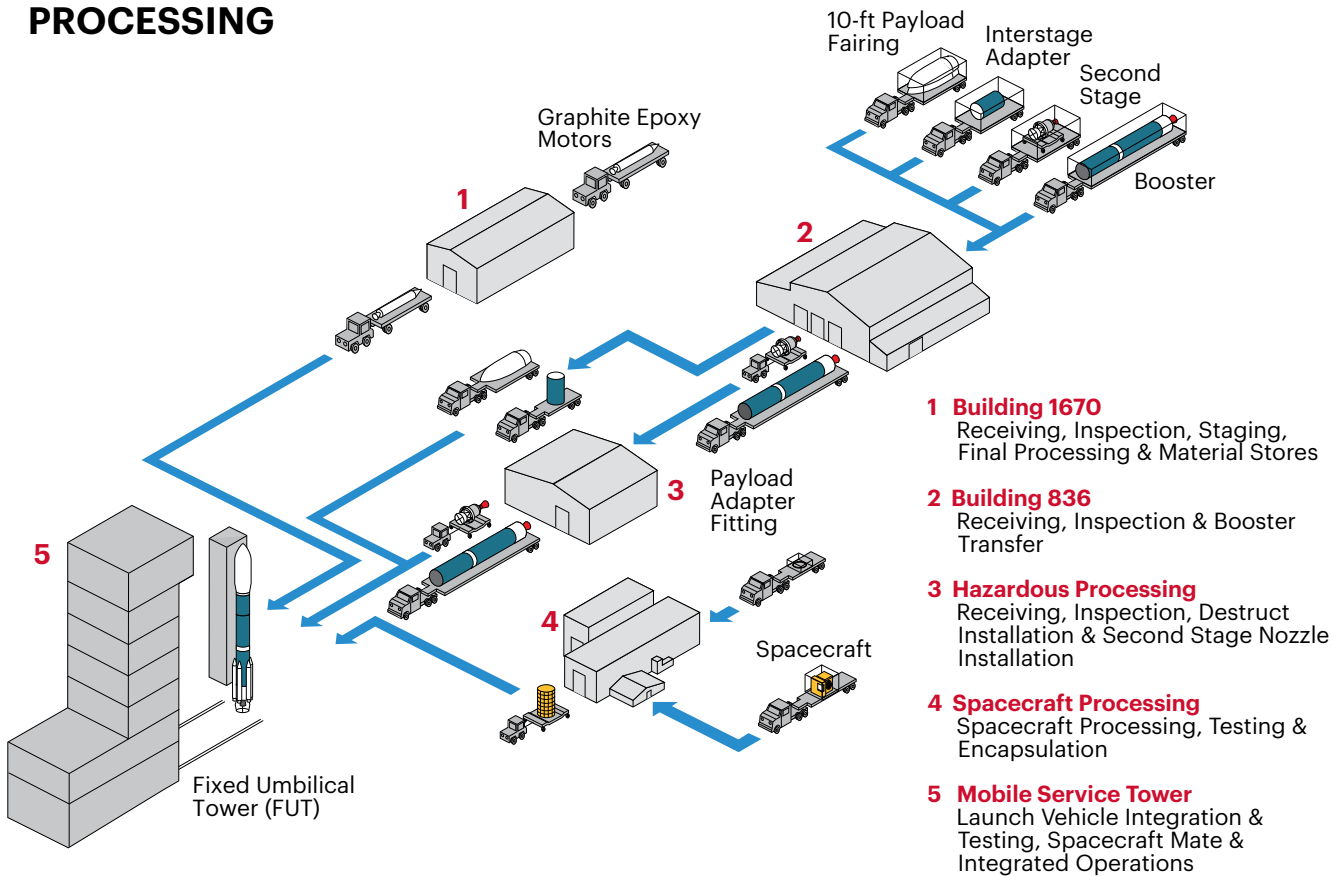 PROCESSING
10-ft Payload
Fairing
Interstage
Adapter
Second
Stage
Booster
Graphite Epoxy
Motors
1
2
3
Payload
Adapter
Fitting
4
Spacecraft
5
Fixed Umbilical
Tower (FUT)
1 Building 1670
Receiving, Inspection, Staging,
Final Processing & Material Stores
2 Building 836
Receiving, Inspection & Booster
Transfer
3 Hazardous Processing
Receiving, Inspection, Destruct
Installation & Second Stage Nozzle
Installation
4 Spacecraft Processing
Spacecraft Processing, Testing &
Encapsulation
5 Mobile Service Tower
Launch Vehicle Integration &
Testing, Spacecraft Mate &
Integrated Operations